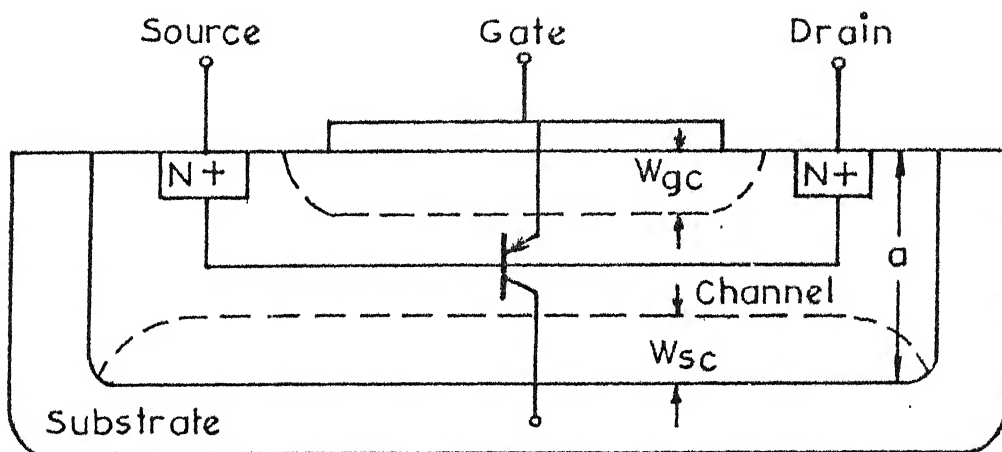 Source Gate Drain
N+ Wgc N+
a
Channel
Wsc
Substrate